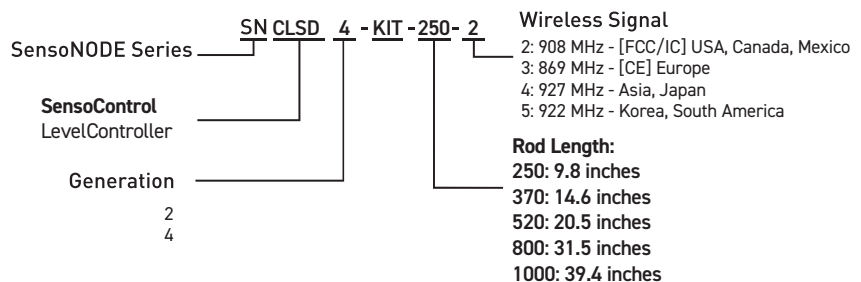 SN CLSD 4 - KIT - 250 - 2
SensoNODE Series
SensoControl
LevelController
Generation
2
4
Wireless Signal
2: 908 MHz - [FCC/IC] USA, Canada, Mexico
3: 869 MHz - [CE] Europe
4: 927 MHz - Asia, Japan
5: 922 MHz - Korea, South America
Rod Length:
250: 9.8 inches
370: 14.6 inches
520: 20.5 inches
800: 31.5 inches
1000: 39.4 inches